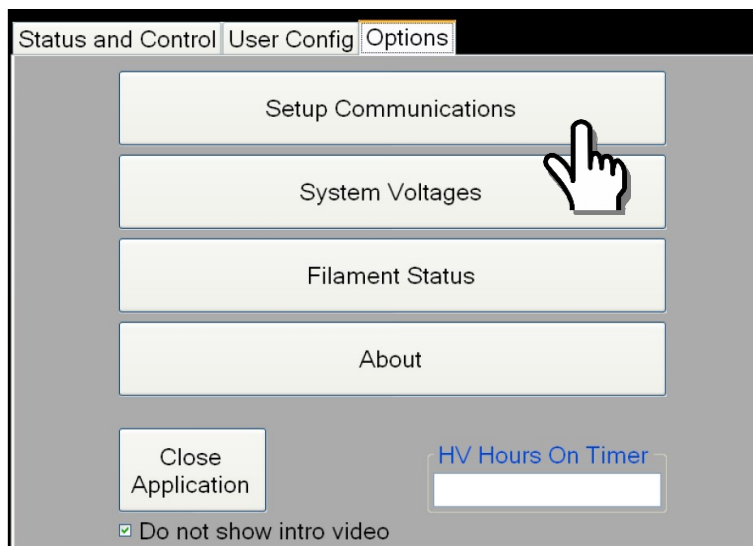 Status and Control User Config Options
Setup Communications
System Voltages
Filament Status
About
Close
Application
HV Hours On Timer
Do not show intro video